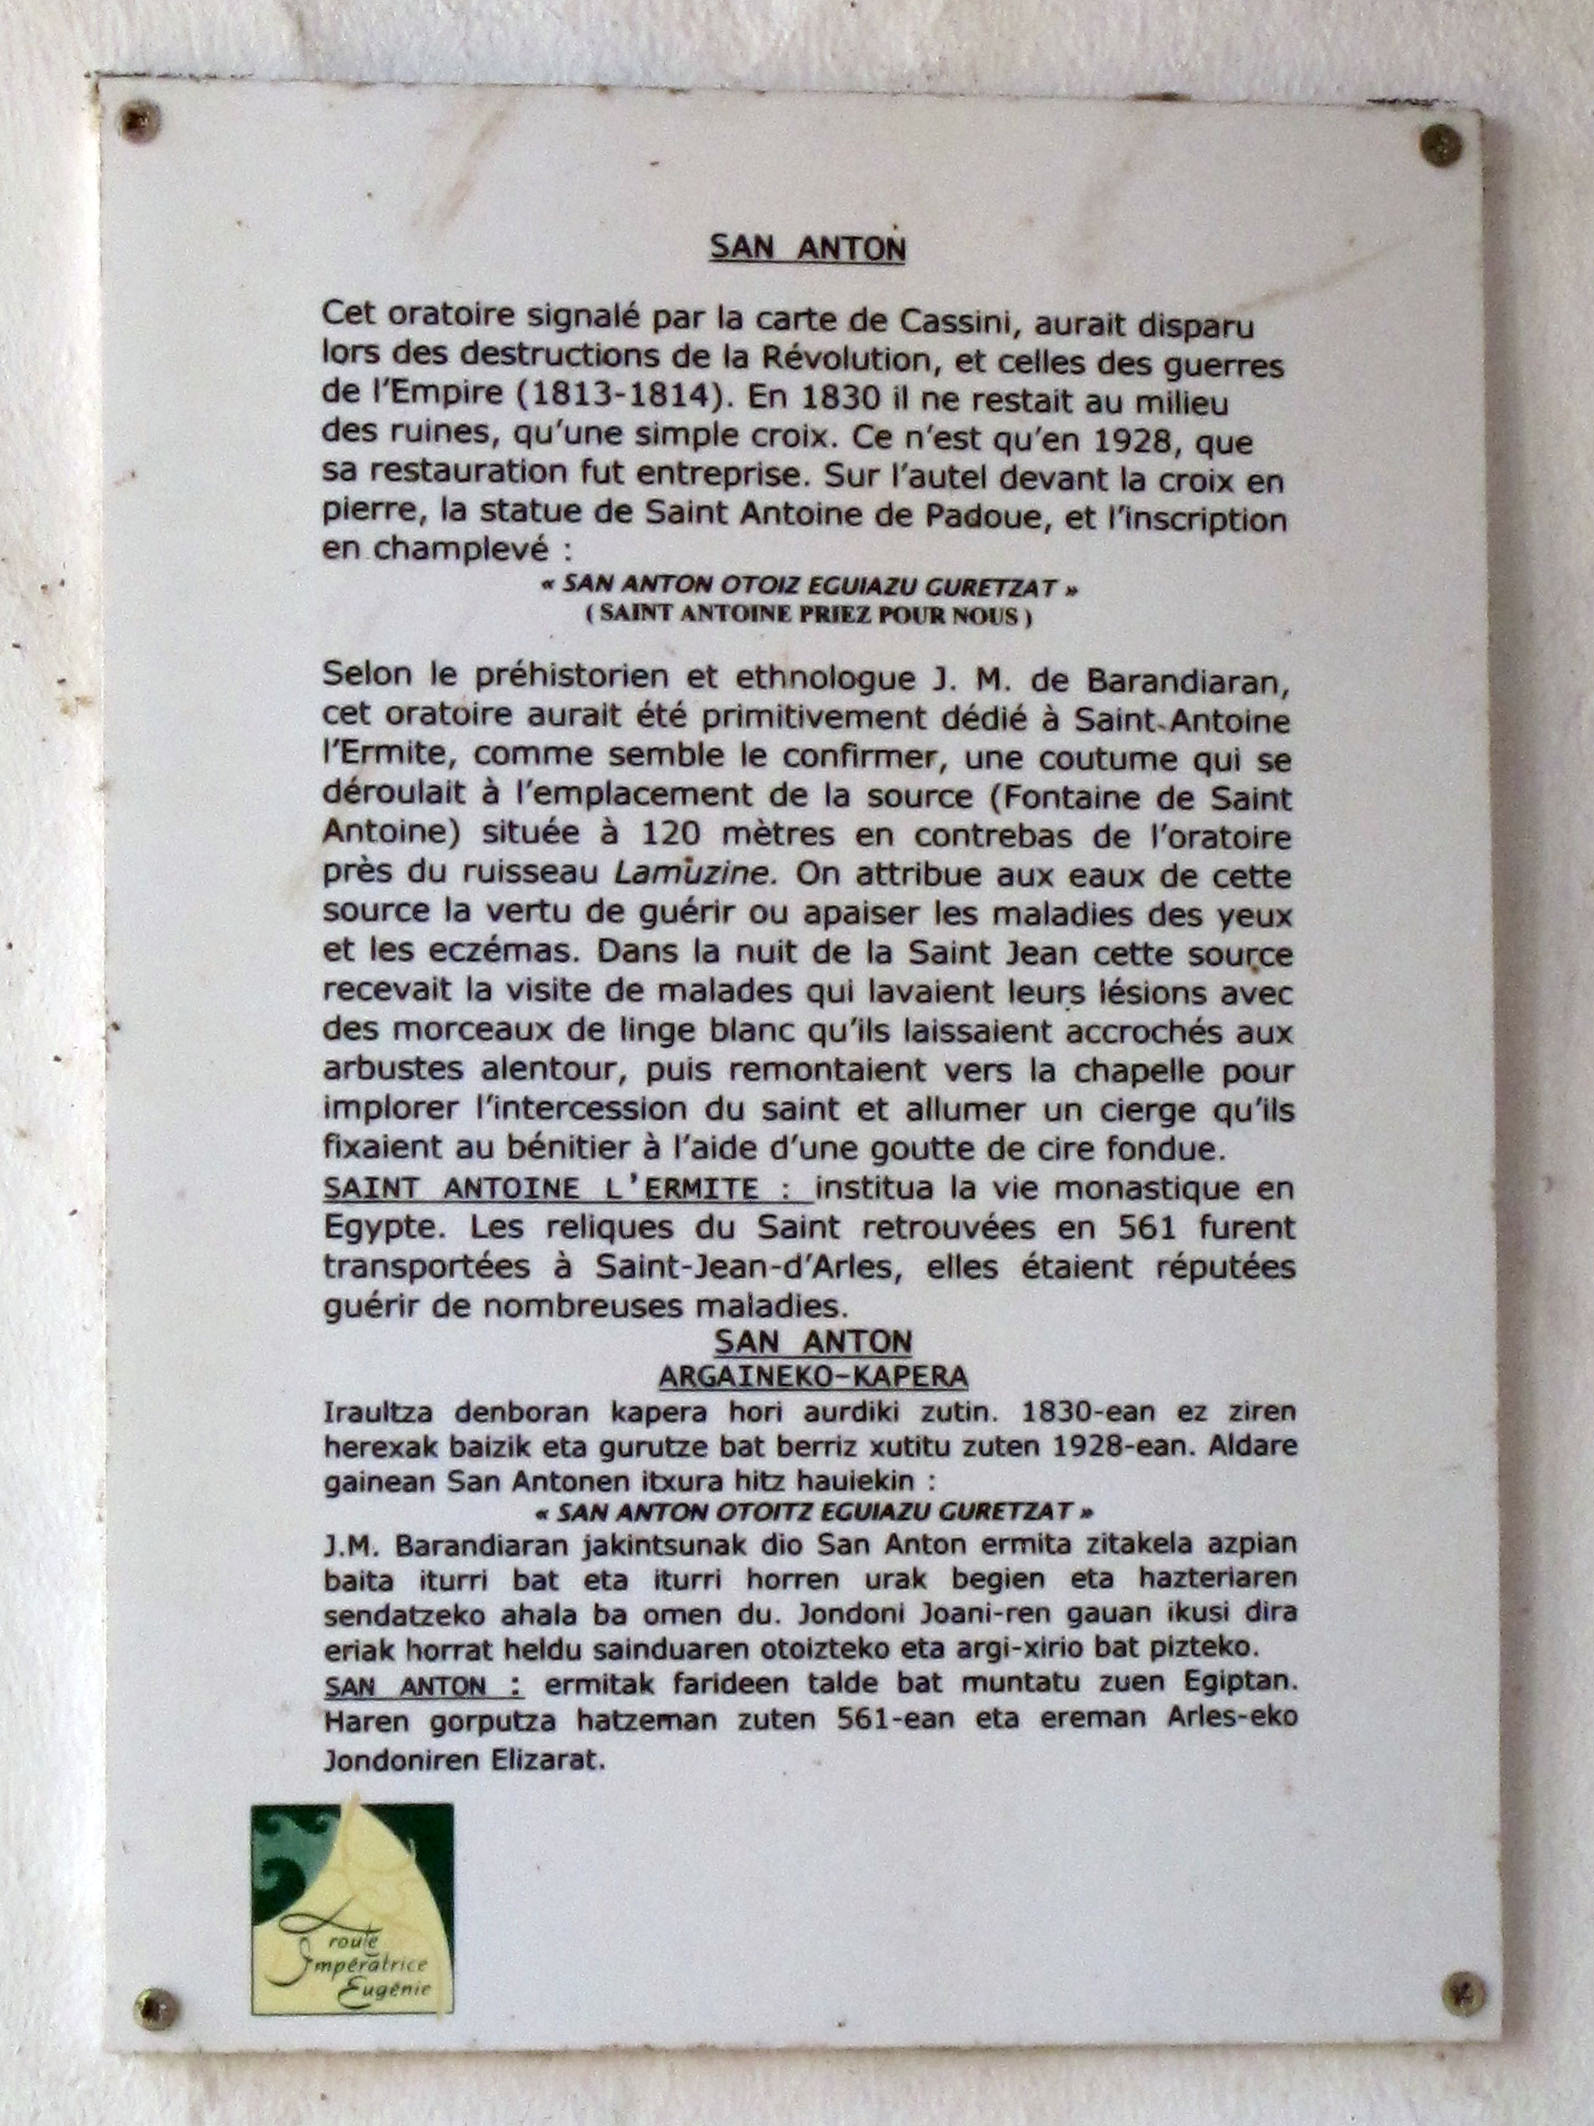 SAN ANTON
Cet oratoire signalé par la carte de Cassini, aurait disparu
lors des destructions de la Révolution, et celles des guerres
de l'Empire (1813-1814). En 1830 il ne restait au milieu
des ruines, qu'une simple croix. Ce n'est qu'en 1928, que
sa restauration fut entreprise. Sur l'autel devant la croix en
pierre, la statue de Saint Antoine de Padoue, et l'inscription
en champlevé :
« SAN ANTON OTOIZ EGUIAZU GURETZAT »
( SAINT ANTOINE PRIEZ POUR NOUS )
Selon le préhistorien et ethnologue J. M. de Barandiaran,
cet oratoire aurait été primitivement dédié à Saint Antoine
l'Ermite, comme semble le confirmer, une coutume qui se
déroulait à l'emplacement de la source (Fontaine de Saint
Antoine) située à 120 mètres en contrebas de l'oratoire
près du ruisseau Lamuzine. On attribue aux eaux de cette
source la vertu de guérir ou apaiser les maladies des yeux
et les eczémas. Dans la nuit de la Saint Jean cette source
recevait la visite de malades qui lavaient leurs lésions avec
des morceaux de linge blanc qu'ils laissaient accrochés aux
arbustes alentour, puis remontaient vers la chapelle pour
implorer l'intercession du saint et allumer un cierge qu'ils
fixaient au bénitier à l'aide d'une goutte de cire fondue.
SAINT ANTOINE L'ERMITE : institua la vie monastique en
Egypte. Les reliques du Saint retrouvées en 561 furent
transportées à Saint-Jean-d'Arles, elles étaient réputées
guérir de nombreuses maladies.
SAN ANTON
ARGAINEKO-KAPERA
Iraultza denboran kapera hori aurdiki zutin. 1830-ean ez ziren
herexak baizik eta gurutze bat berriz xutitu zuten 1928-ean. Aldare
gainean San Antonen itxura hitz hauiekin :
« SAN ANTON OTOITZ EGUIAZU GURETZAT »
J.M. Barandiaran jakintsunak dio San Anton ermita zitakela azpian
baita iturri bat eta iturri horren urak begien eta hazteriaren
sendatzeko ahala ba omen du. Jondoni Joani-ren gauan ikusi dira
eriak horrat heldu sainduaren otoizteko eta argi-xirio bat pizteko.
SAN ANTON : ermitak farideen talde bat muntatu zuen Egiptan.
Haren gorputza hatzeman zuten 561-ean eta ereman Arles-eko
Jondoniren Elizarat.
route
Impératrice
Eugénie